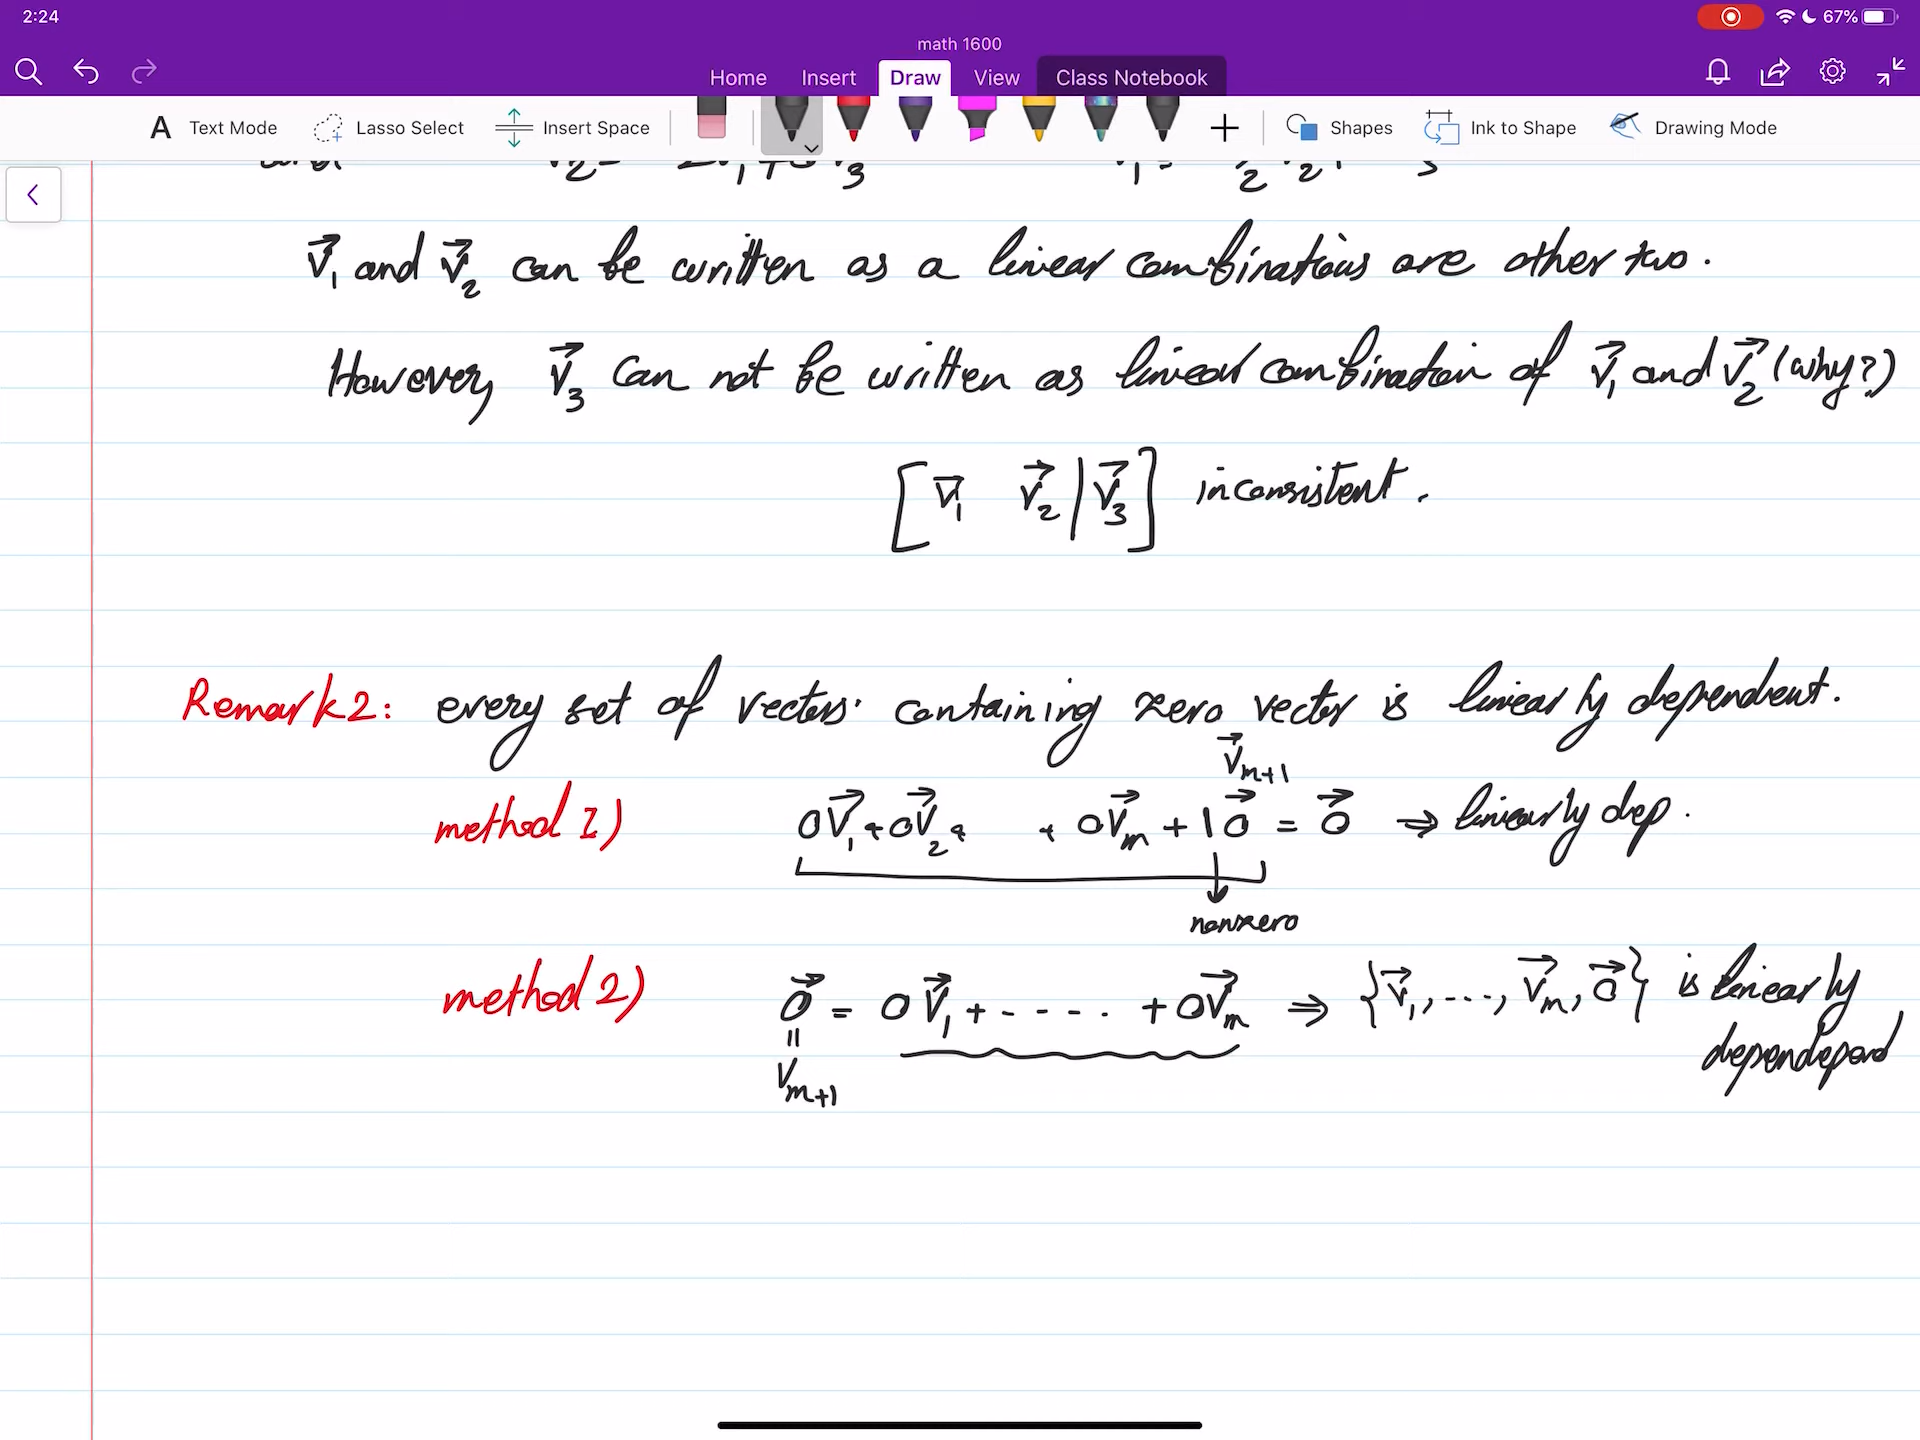 2:24
67%
math 1600
Home Insert Draw View Class Notebook
A Text Mode Lasso Select Insert Space Shapes Ink to Shape Drawing Mode
v⃗₁ and v⃗₂ can be written as a linear combinations are other two.
However, v⃗₃ can not be written as linear combination of v⃗₁ and v⃗₂ (why?)
[v⃗₁ v⃗₂ | v⃗₃] inconsistent.
Remark 2: every set of vectors containing zero vector is linearly dependent.
v⃗ₘ₊₁
method 1) 0v⃗₁ + 0v⃗₂ + + 0v⃗ₘ + 1 0⃗ = 0⃗ ⇒ linearly dep.
nonzero
method 2) 0⃗ = 0v⃗₁ + - - - - . + 0v⃗ₘ ⇒ {v⃗₁, ..., v⃗ₘ, 0⃗} is linearly
=
dependepend
vₘ₊₁